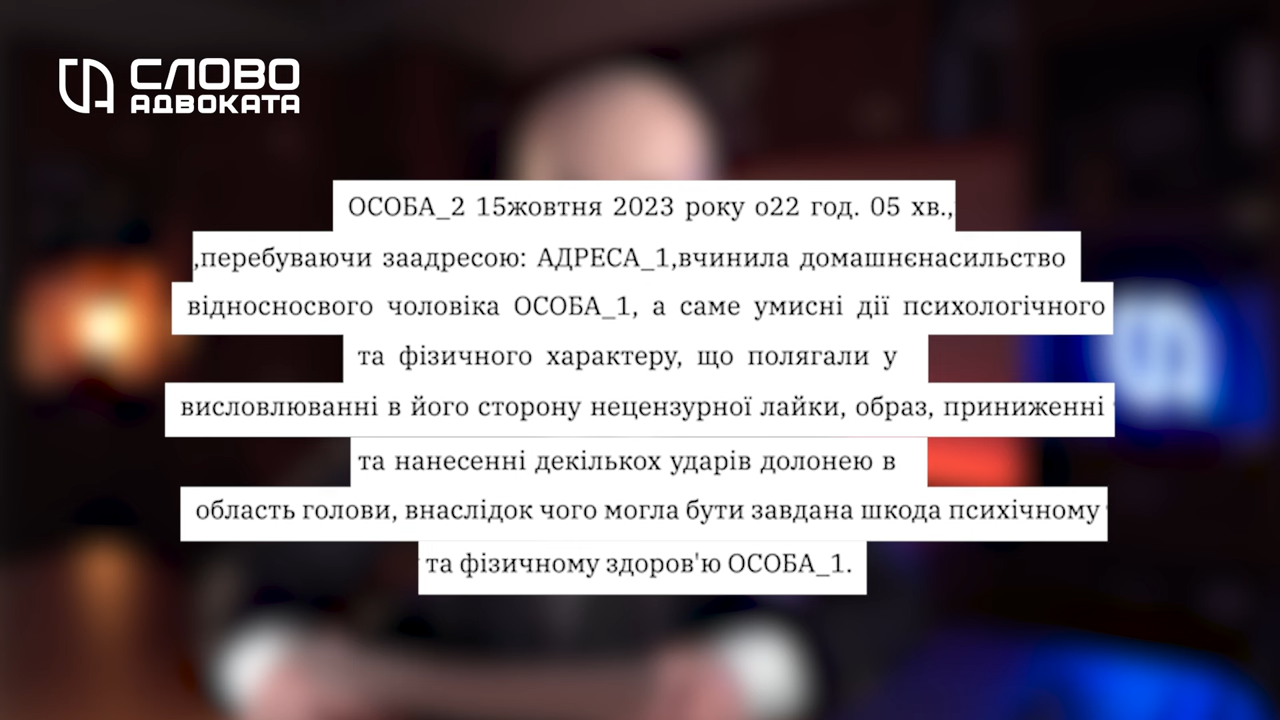 СЛОВО
АДВОКАТА
ОСОБА_2 15жовтня 2023 року о22 год. 05 хв.,
,перебуваючи заадресою: АДРЕСА_1,вчинила домашнєнасильство
відносносвого чоловіка ОСОБА_1, а саме умисні дії психологічного
та фізичного характеру, що полягали у
висловлюванні в його сторону нецензурної лайки, образ, приниженні
та нанесенні декількох ударів долонею в
область голови, внаслідок чого могла бути завдана шкода психічному
та фізичному здоров'ю ОСОБА_1.